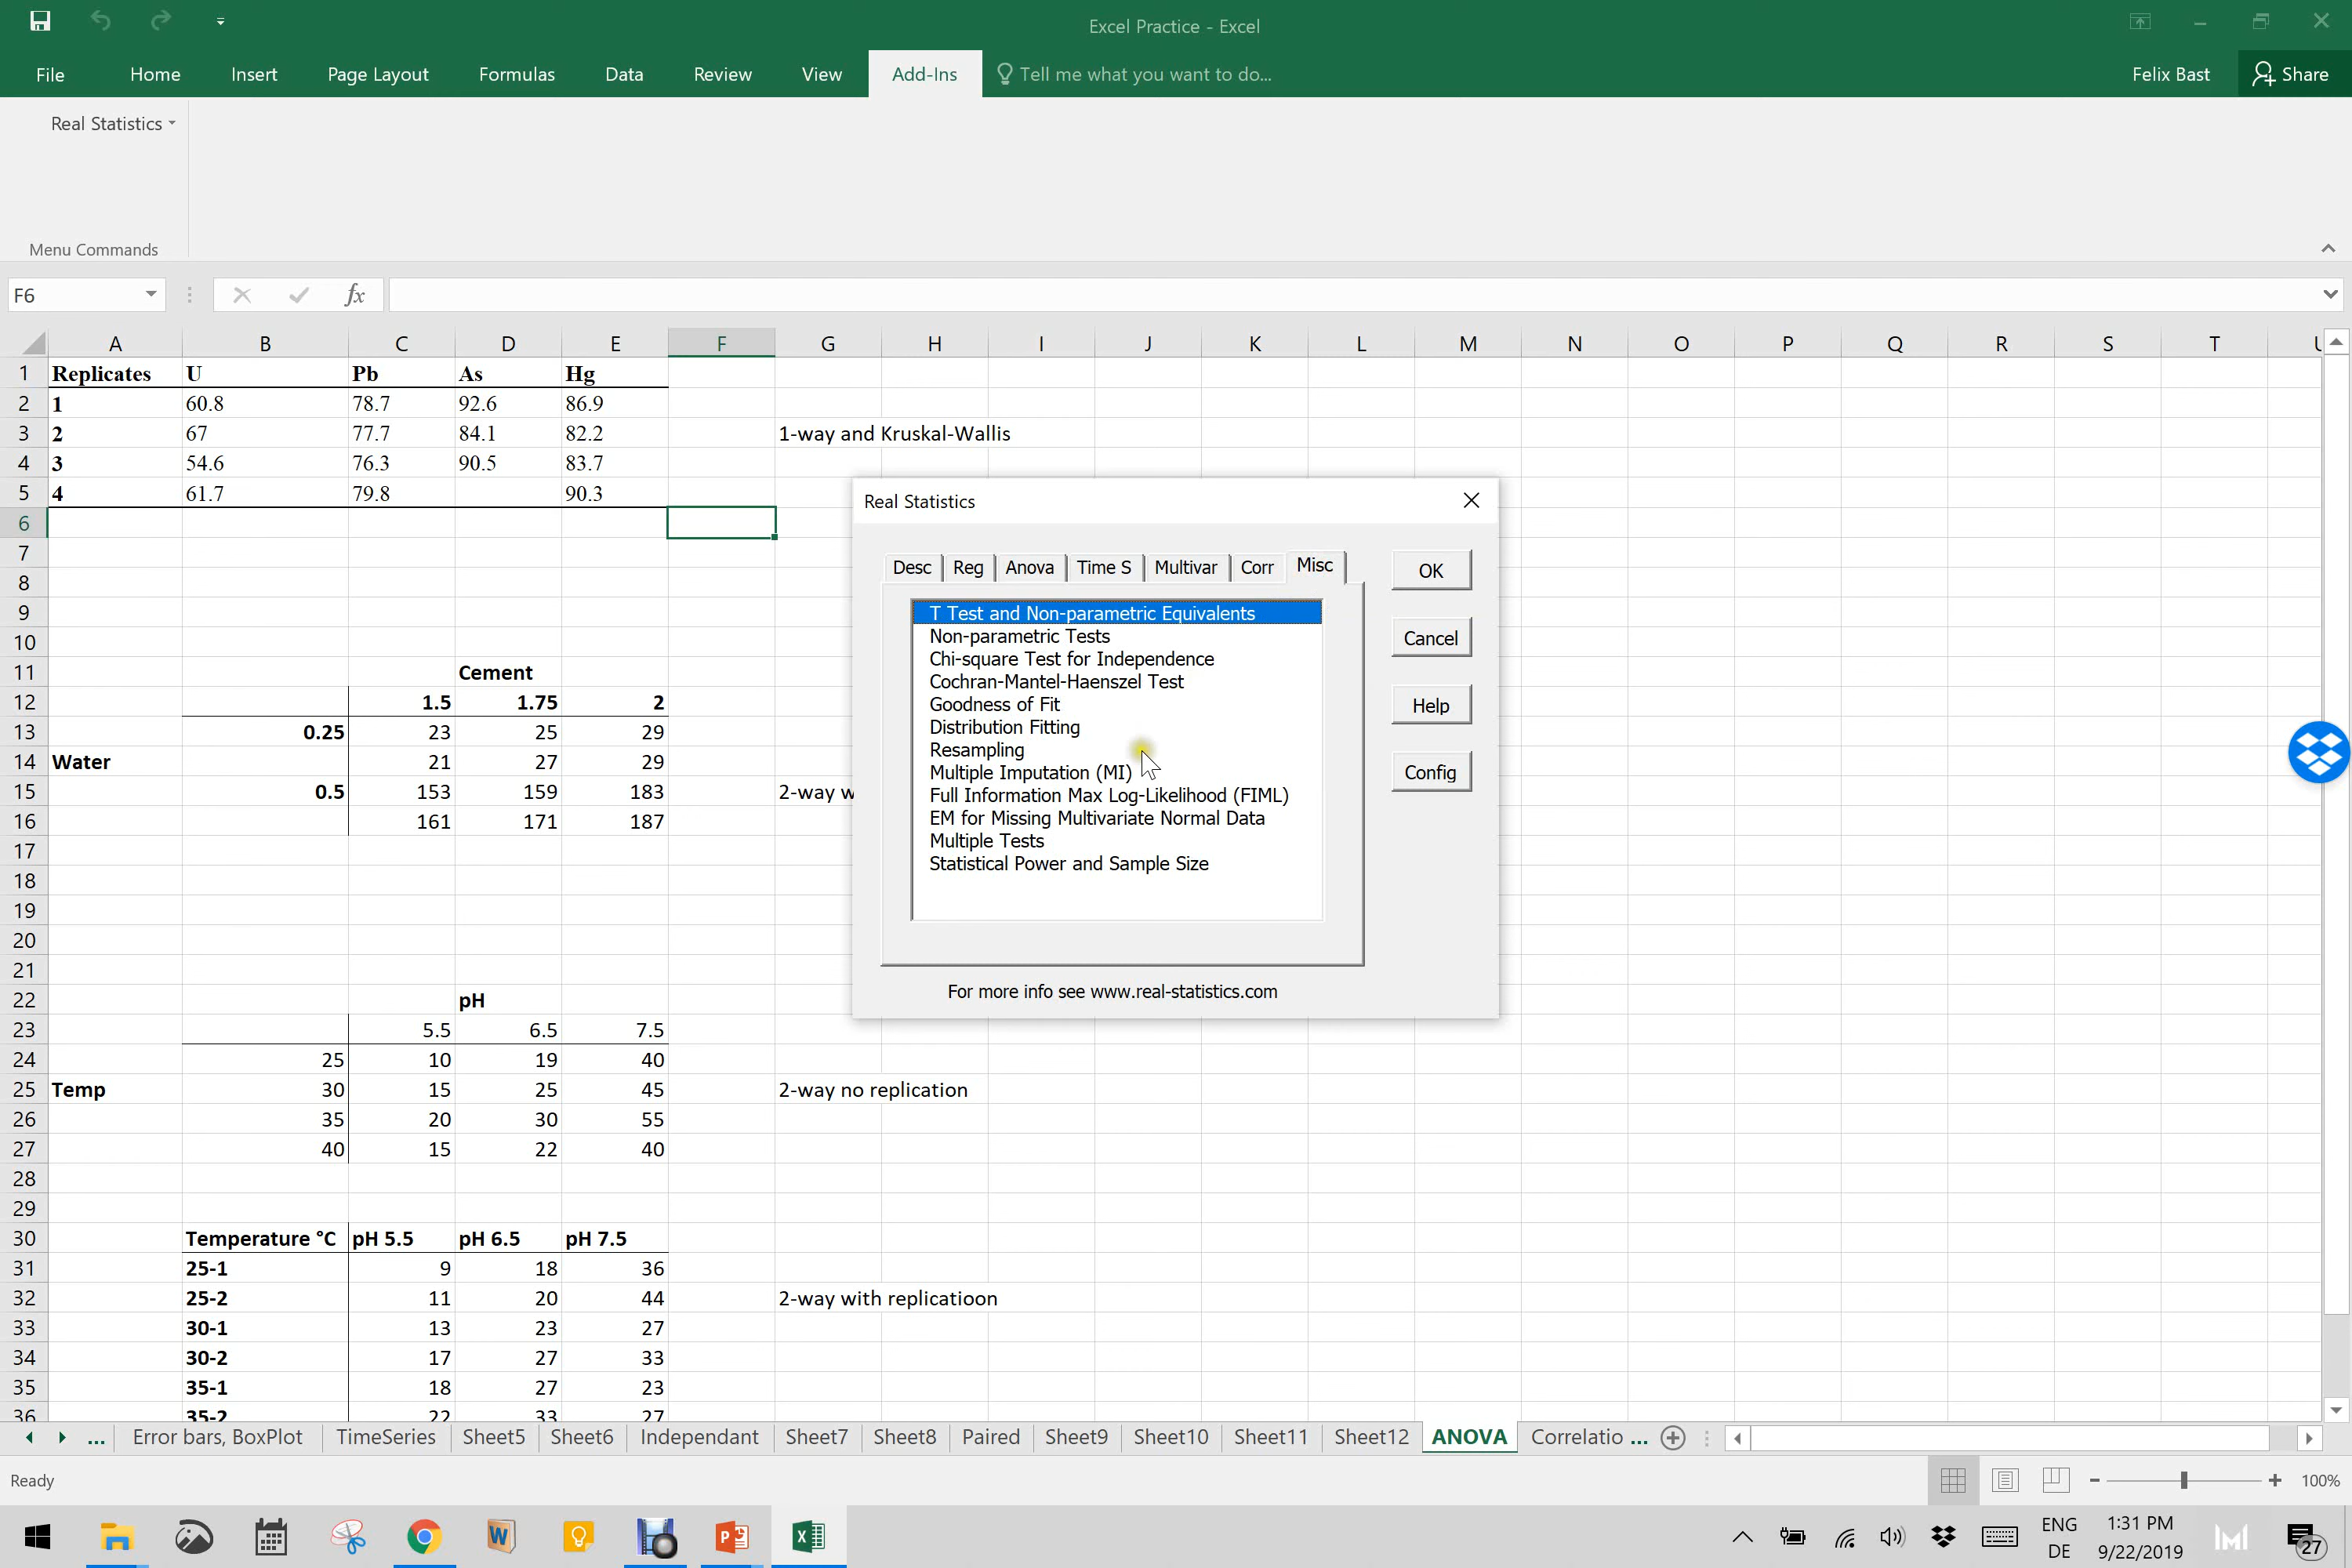 Excel Practice - Excel
File Home Insert Page Layout Formulas Data Review View Add-Ins Tell me what you want to do... Felix Bast Share
Real Statistics
Menu Commands
F6 fx
A B C D E F G H I J K L M N O P Q R S T
1 Replicates U Pb As Hg
2 1 60.8 78.7 92.6 86.9
3 2 67 77.7 84.1 82.2 1-way and Kruskal-Wallis
4 3 54.6 76.3 90.5 83.7
5 4 61.7 79.8 90.3
6
7
8
9
10
11 Cement
12 1.5 1.75 2
13 0.25 23 25 29
14 Water 21 27 29
15 0.5 153 159 183 2-way w
16 161 171 187
17
18
19
20
21
22 pH
23 5.5 6.5 7.5
24 25 10 19 40
25 Temp 30 15 25 45 2-way no replication
26 35 20 30 55
27 40 15 22 40
28
29
30 Temperature °C pH 5.5 pH 6.5 pH 7.5
31 25-1 9 18 36
32 25-2 11 20 44 2-way with replicatioon
33 30-1 13 23 27
34 30-2 17 27 33
35 35-1 18 27 23
36 35-2 22 33 27
Real Statistics
Desc Reg Anova Time S Multivar Corr Misc
T Test and Non-parametric Equivalents
Non-parametric Tests
Chi-square Test for Independence
Cochran-Mantel-Haenszel Test
Goodness of Fit
Distribution Fitting
Resampling
Multiple Imputation (MI)
Full Information Max Log-Likelihood (FIML)
EM for Missing Multivariate Normal Data
Multiple Tests
Statistical Power and Sample Size
OK
Cancel
Help
Config
For more info see www.real-statistics.com
... Error bars, BoxPlot TimeSeries Sheet5 Sheet6 Independant Sheet7 Sheet8 Paired Sheet9 Sheet10 Sheet11 Sheet12 ANOVA Correlatio ...
Ready 100%
ENG 1:31 PM
DE 9/22/2019 27